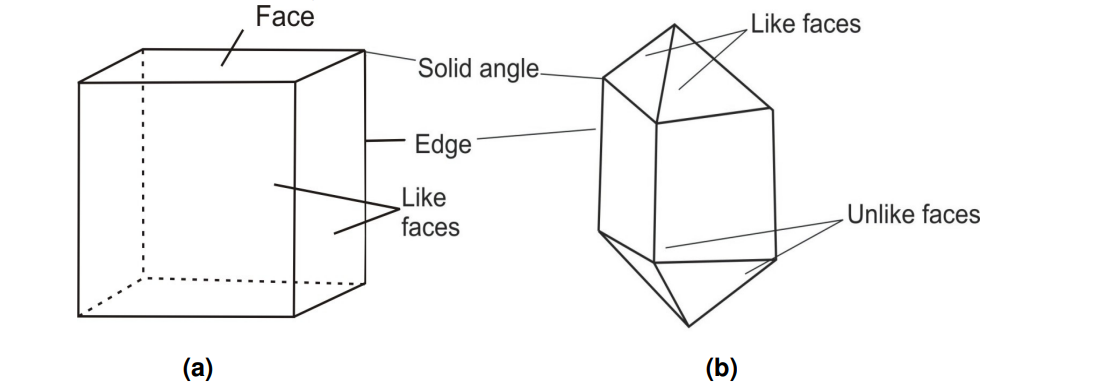 Face
Like faces
Solid angle
Edge
Like
faces
Unlike faces
(a)
(b)